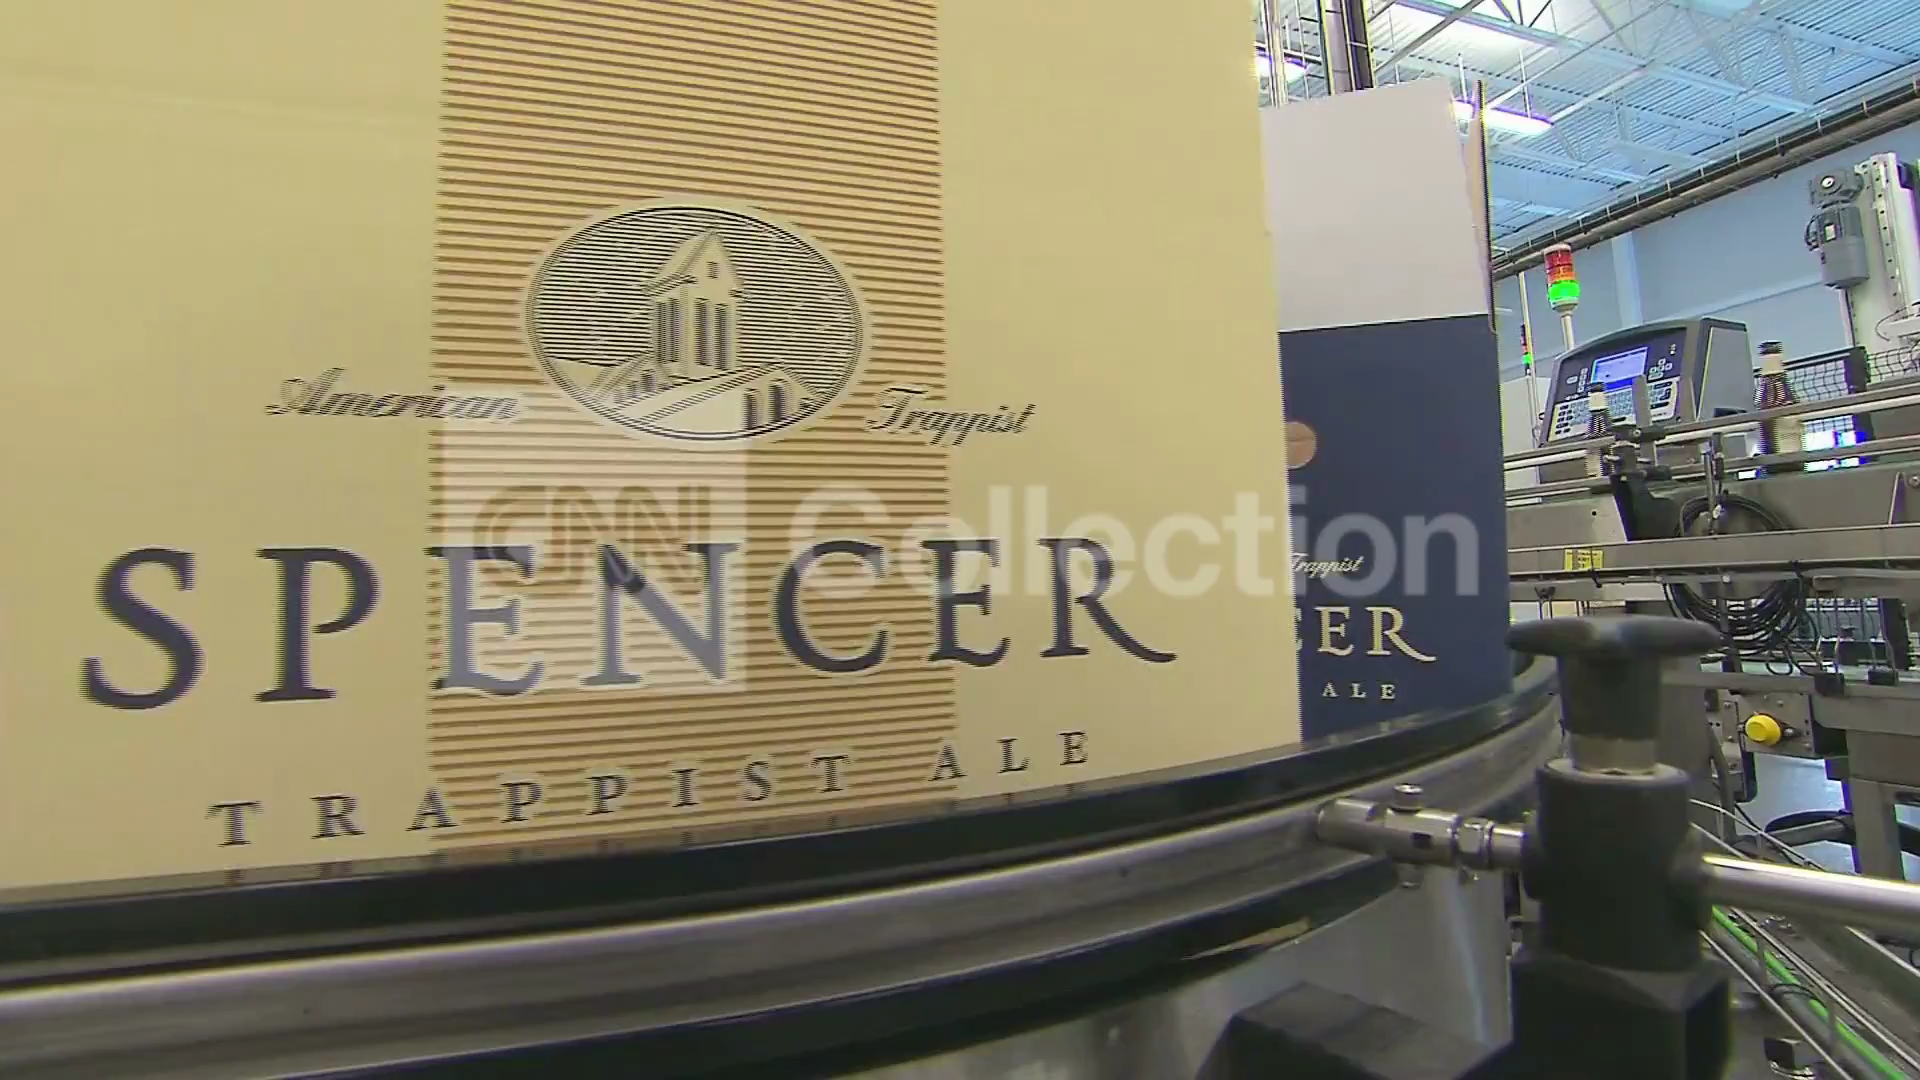 American Trappist
SPENCER
TRAPPIST ALE
CNN Collection
Trappist
CER
ALE